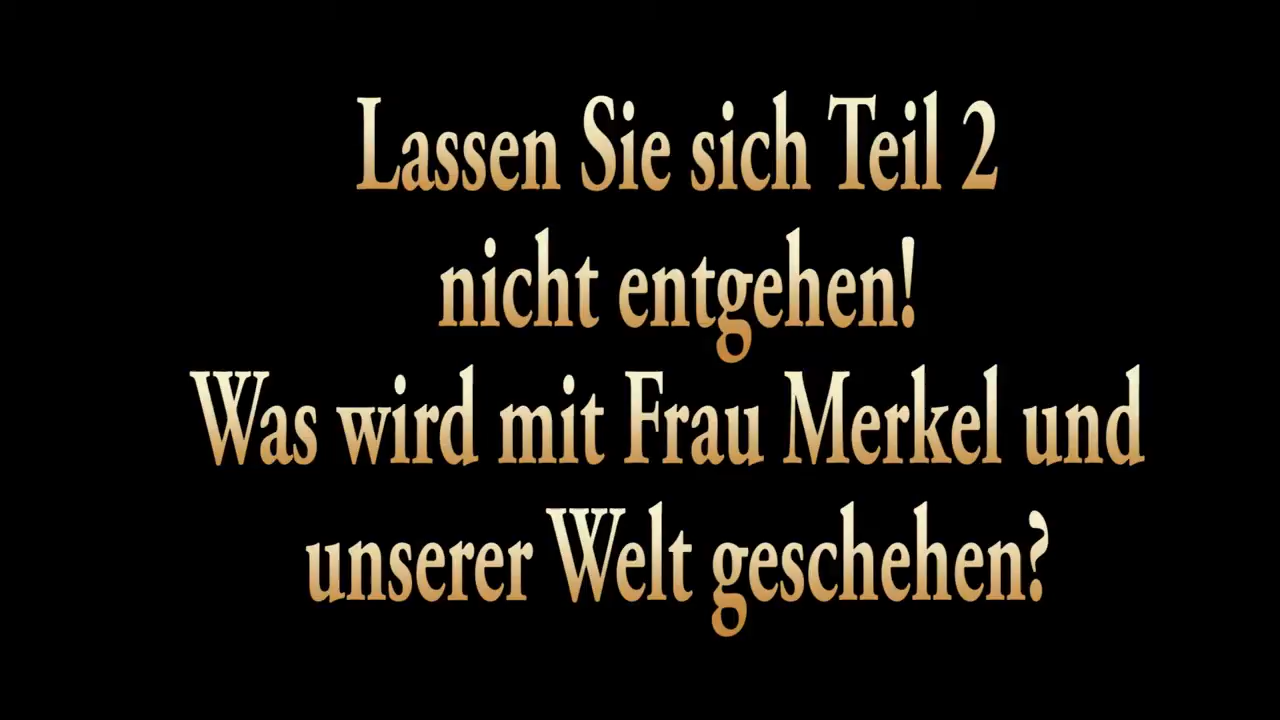 Lassen Sie sich Teil 2
nicht entgehen!
Was wird mit Frau Merkel und
unserer Welt geschehen?